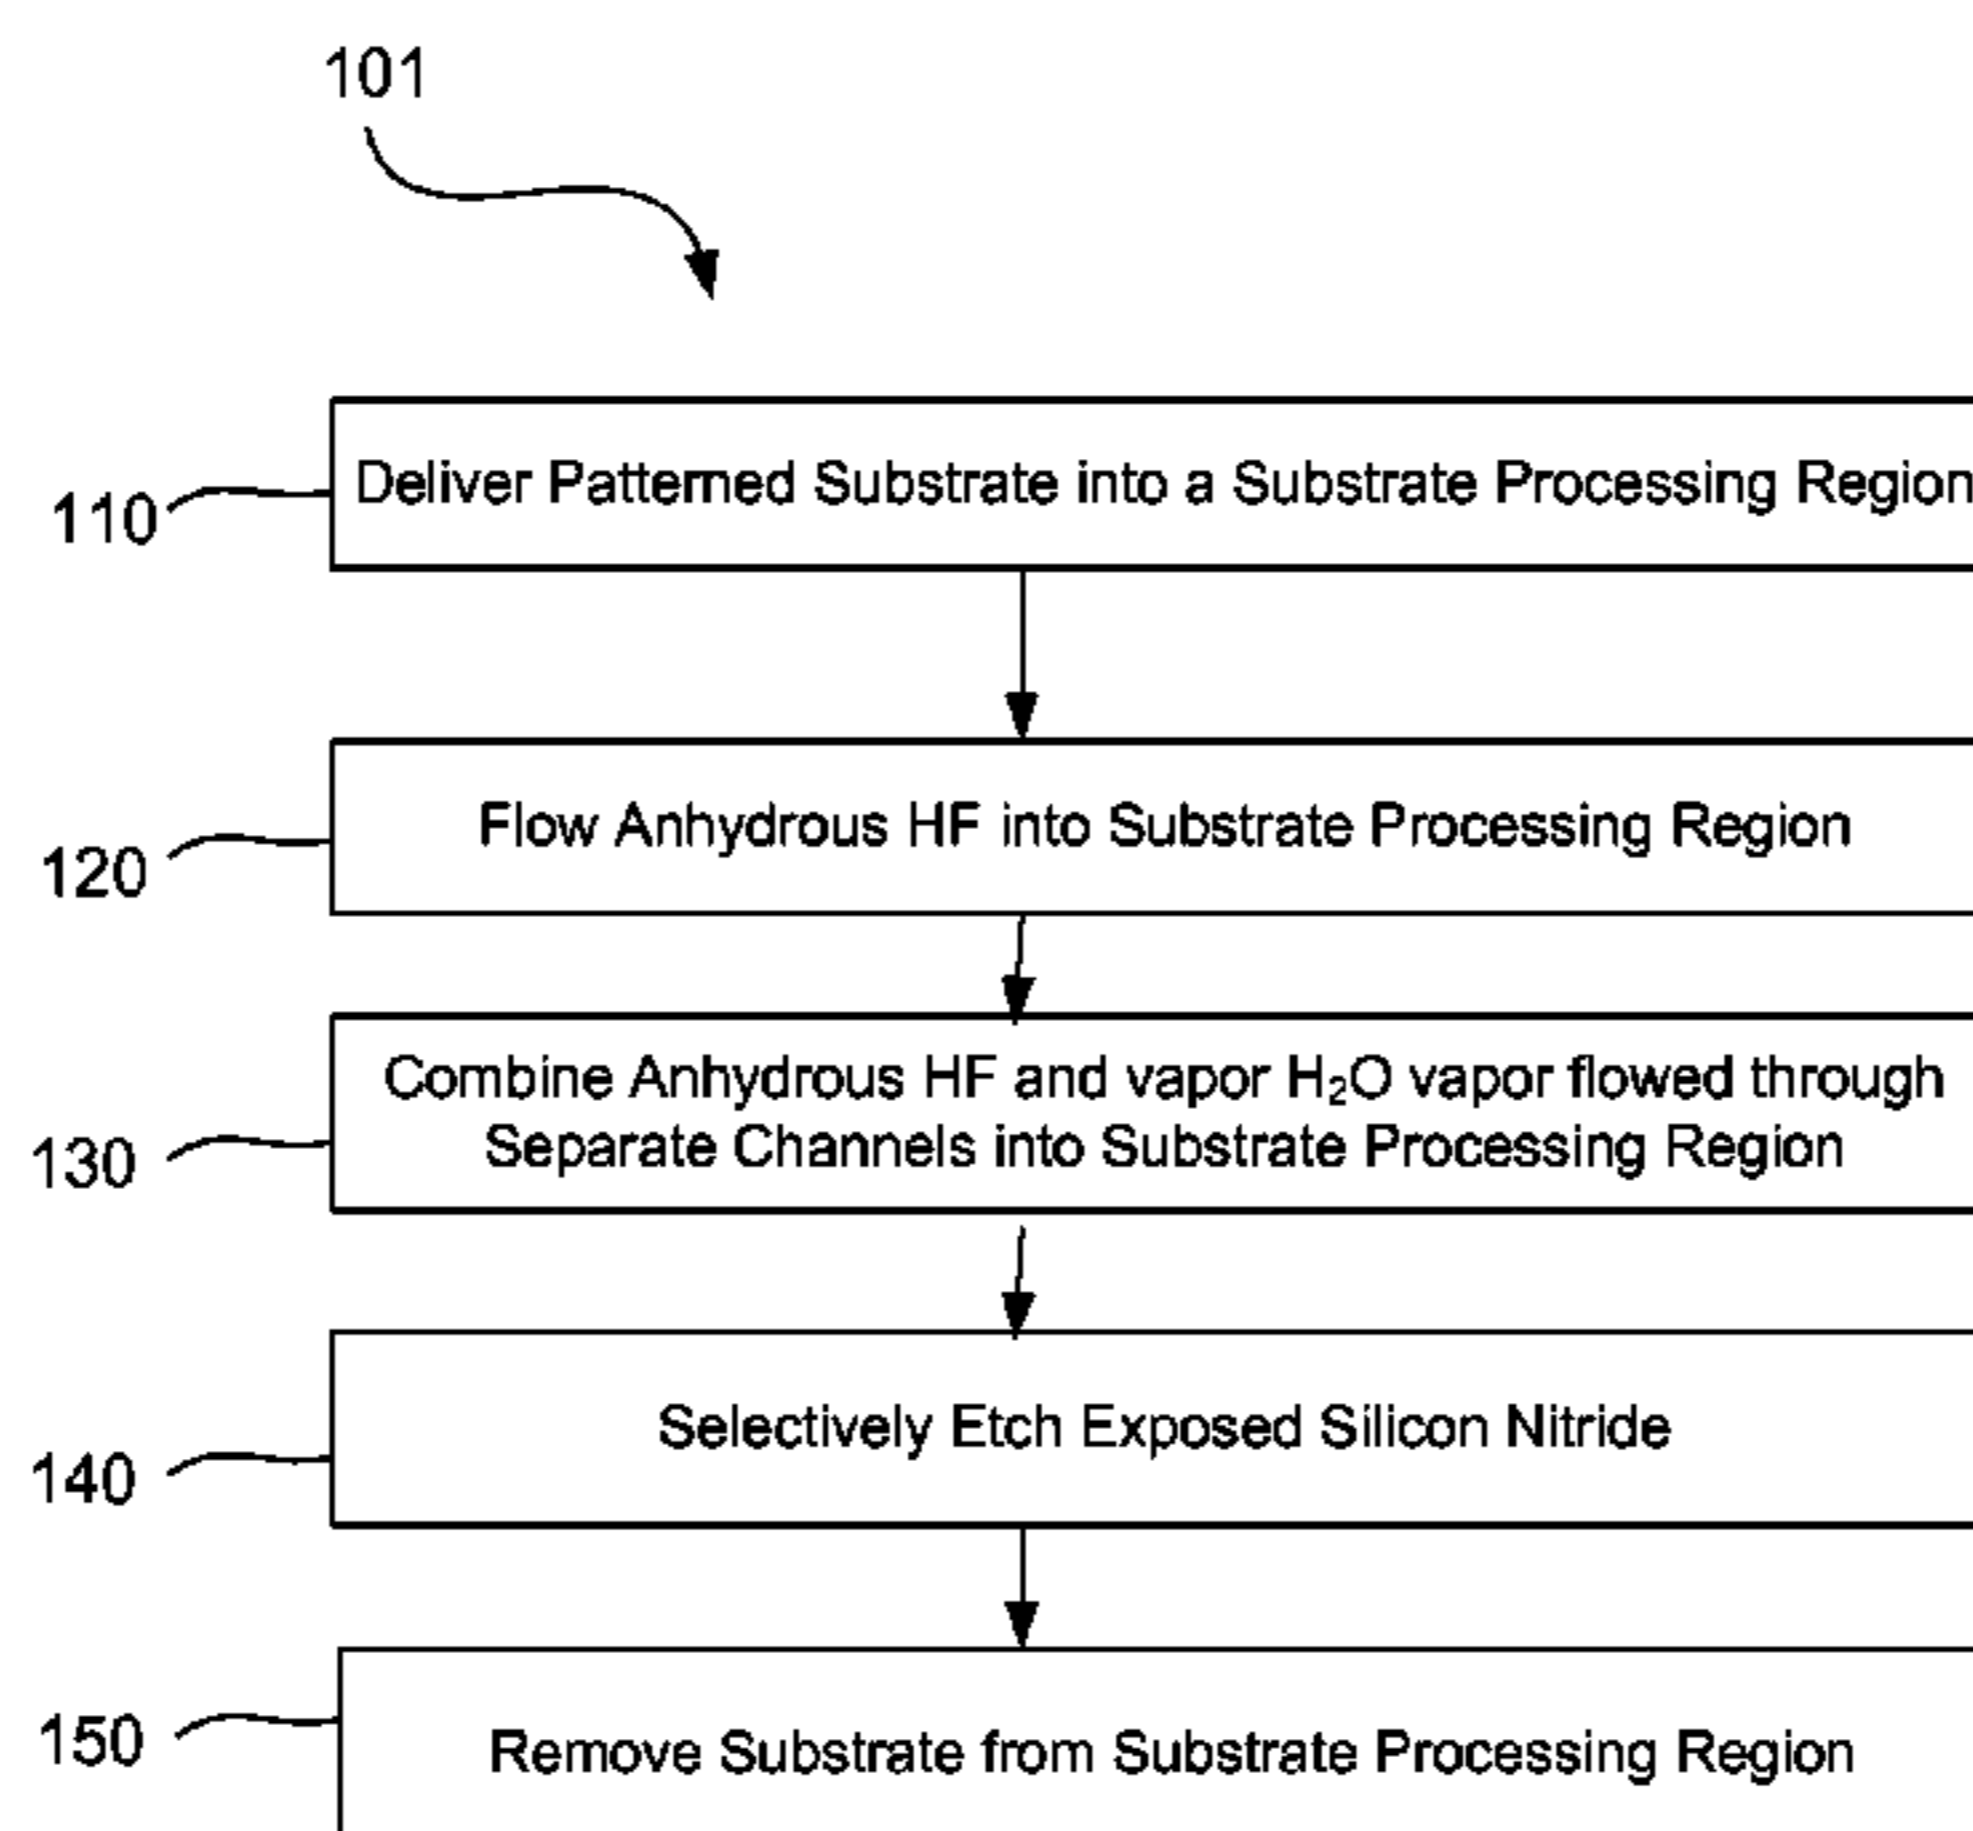 101
110 Deliver Patterned Substrate into a Substrate Processing Region
120 Flow Anhydrous HF into Substrate Processing Region
130 Combine Anhydrous HF and vapor H₂O vapor flowed through
Separate Channels into Substrate Processing Region
140 Selectively Etch Exposed Silicon Nitride
150 Remove Substrate from Substrate Processing Region